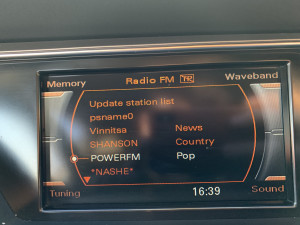 Memory Radio FM TP Waveband
Update station list
psname0
Vinnitsa News
SHANSON Country
POWERFM Pop
*NASHE*
Tuning 16:39 Sound